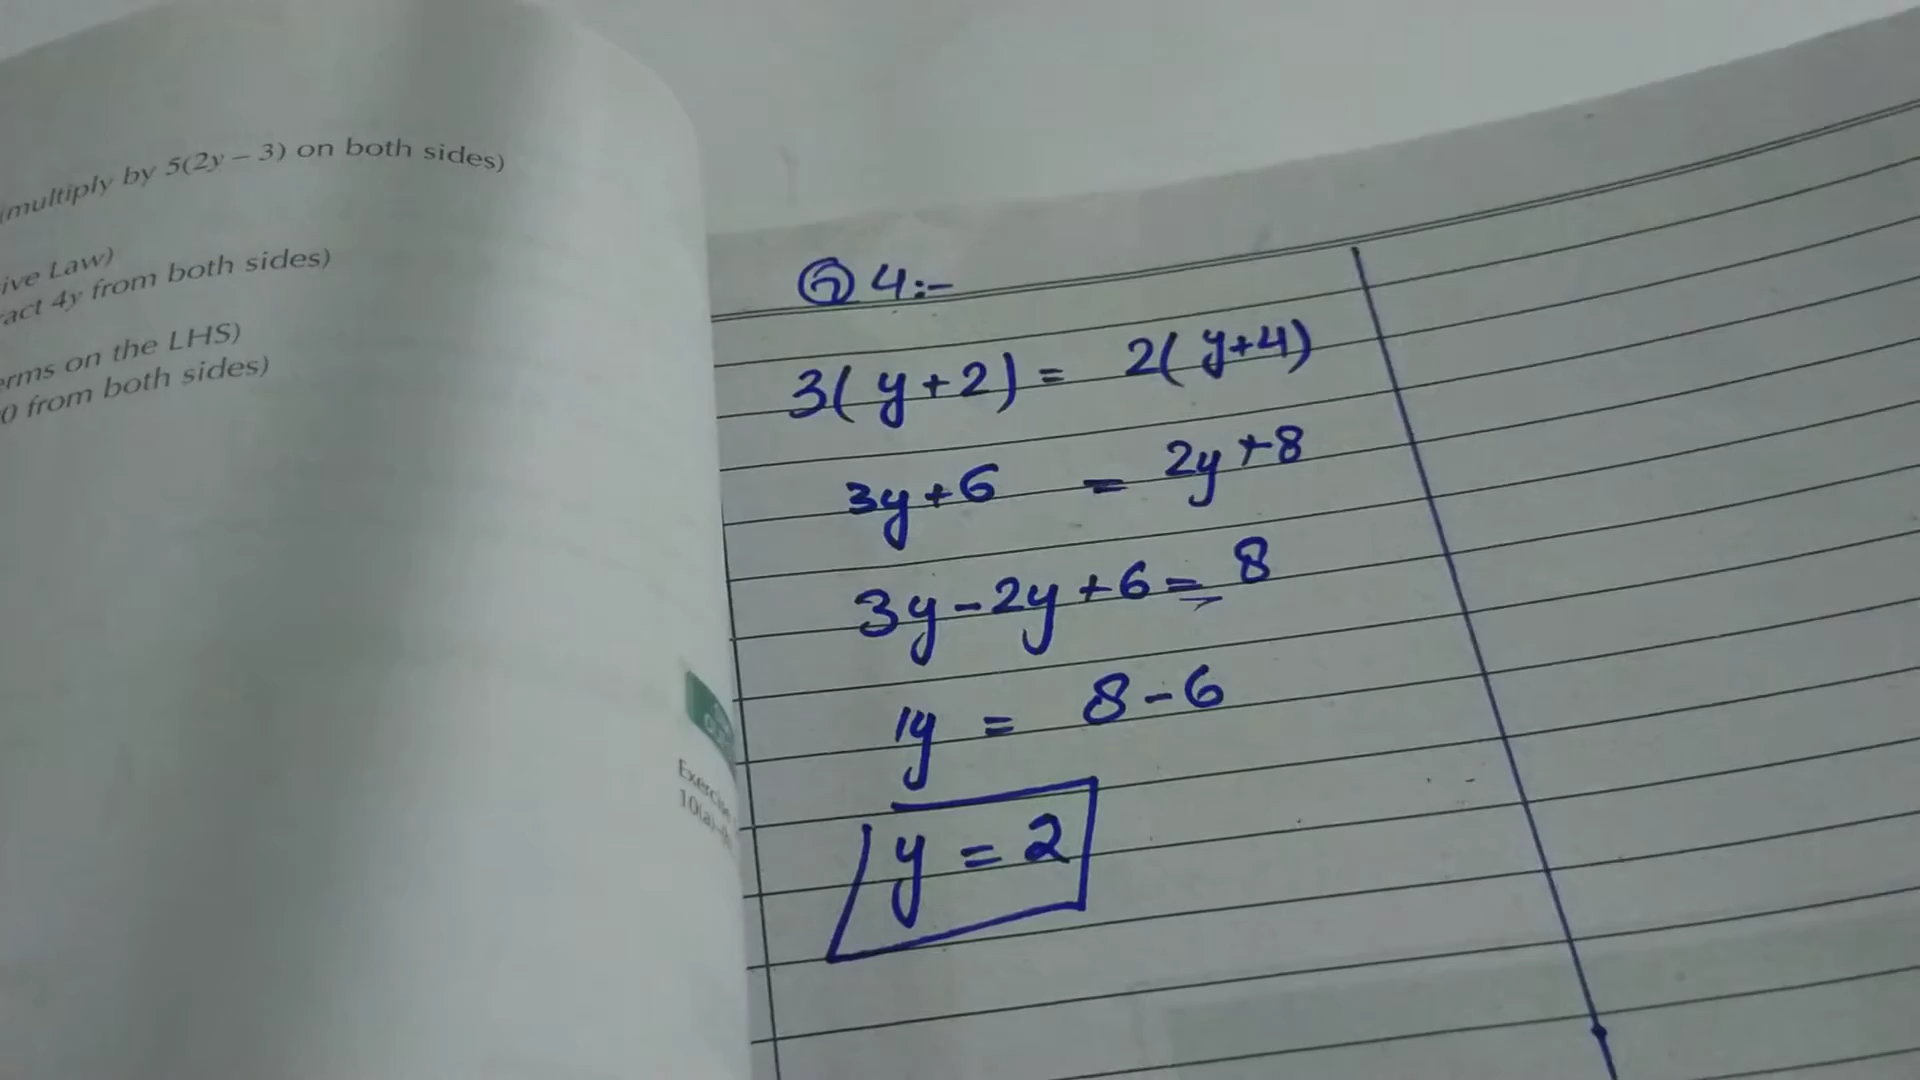 (multiply by 5(2y – 3) on both sides)
ive Law)
act 4y from both sides)
erms on the LHS)
0 from both sides)
Q 4:-
3(y+2) = 2(y+4)
3y+6 = 2y+8
3y-2y+6 = 8
1y = 8-6
y = 2
Exercise
10(a)